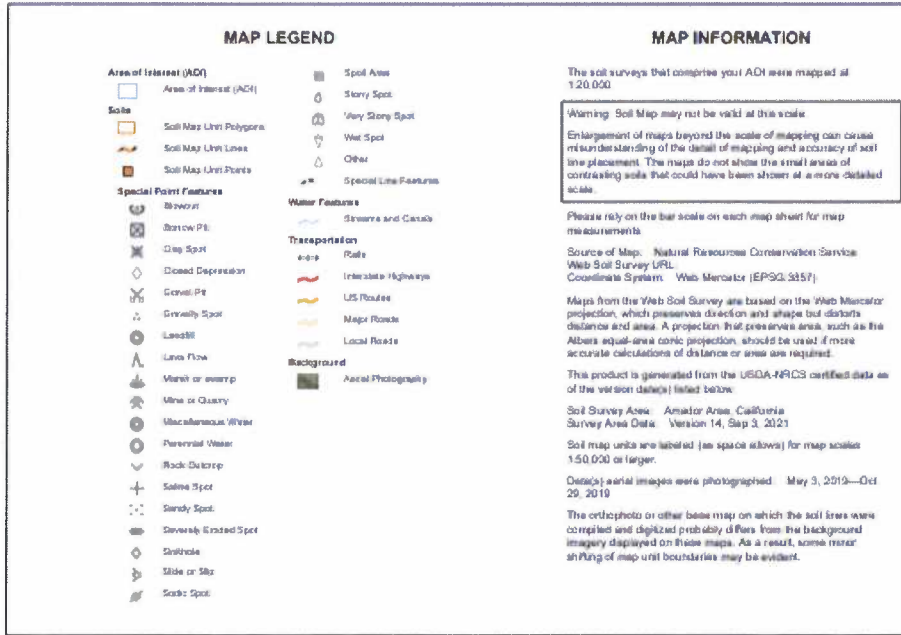 MAP LEGEND
Area of Interest (AOI)
Area of Interest (AOI)
Soils
Soil Map Unit Polygons
Soil Map Unit Lines
Soil Map Unit Points
Special Point Features
Blowout
Borrow Pit
Clay Spot
Closed Depression
Gravel Pit
Gravelly Spot
Landfill
Lava Flow
Marsh or swamp
Mine or Quarry
Miscellaneous Water
Perennial Water
Rock Outcrop
Saline Spot
Sandy Spot
Severely Eroded Spot
Sinkhole
Slide or Slip
Sodic Spot
Spoil Area
Stony Spot
Very Stony Spot
Wet Spot
Other
Special Line Features
Water Features
Streams and Canals
Transportation
Rails
Interstate Highways
US Routes
Major Roads
Local Roads
Background
Aerial Photography
MAP INFORMATION
The soil surveys that comprise your AOI were mapped at
1:20,000.
Warning: Soil Map may not be valid at this scale.
Enlargement of maps beyond the scale of mapping can cause
misunderstanding of the detail of mapping and accuracy of soil
line placement. The maps do not show the small areas of
contrasting soils that could have been shown at a more detailed
scale.
Please rely on the bar scale on each map sheet for map
measurements.
Source of Map: Natural Resources Conservation Service
Web Soil Survey URL:
Coordinate System: Web Mercator (EPSG:3857)
Maps from the Web Soil Survey are based on the Web Mercator
projection, which preserves direction and shape but distorts
distance and area. A projection that preserves area, such as the
Albers equal-area conic projection, should be used if more
accurate calculations of distance or area are required.
This product is generated from the USDA-NRCS certified data as
of the version date(s) listed below.
Soil Survey Area: Amador Area, California
Survey Area Data: Version 14, Sep 3, 2021
Soil map units are labeled (as space allows) for map scales
1:50,000 or larger.
Date(s) aerial images were photographed: May 3, 2019—Oct
29, 2019
The orthophoto or other base map on which the soil lines were
compiled and digitized probably differs from the background
imagery displayed on these maps. As a result, some minor
shifting of map unit boundaries may be evident.